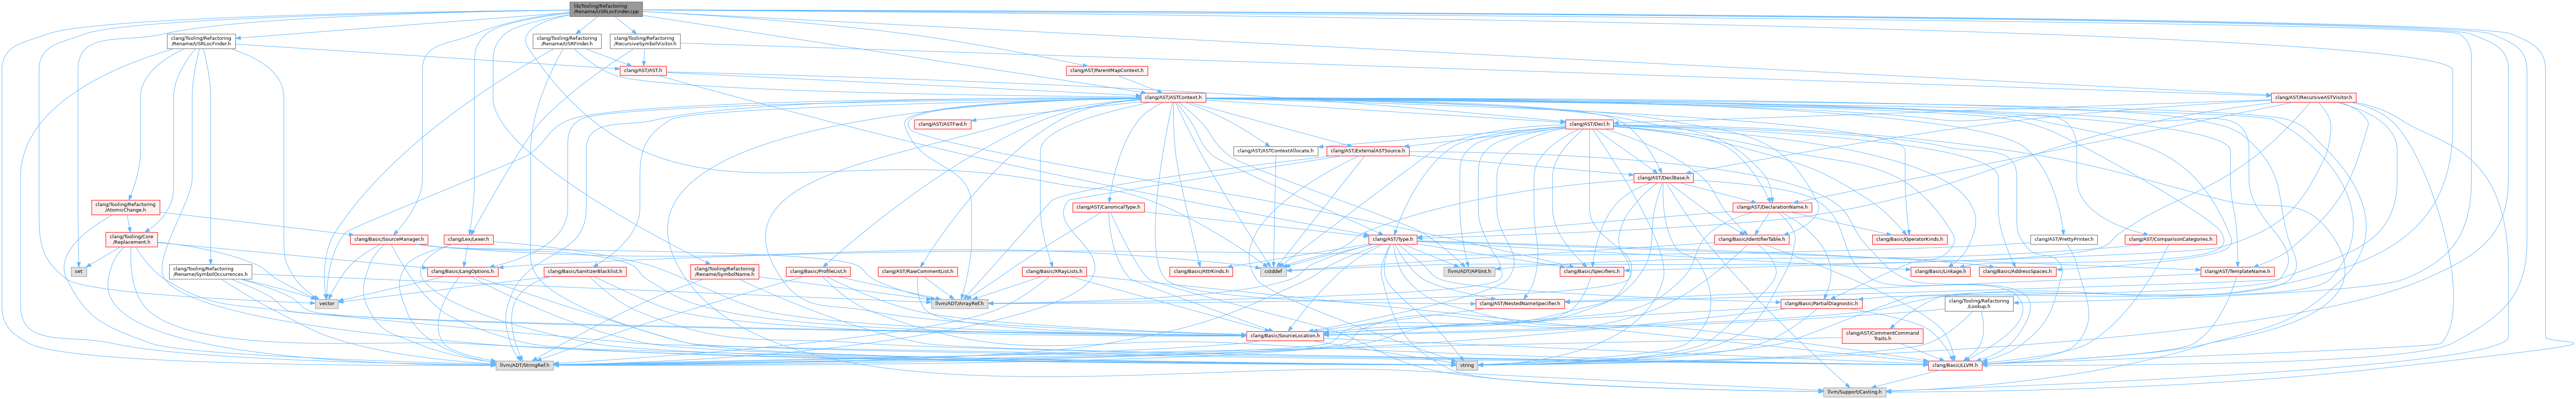 lib/Tooling/Refactoring
/Rename/USRLocFinder.cpp
clang/Tooling/Refactoring
/Rename/USRLocFinder.h
clang/Tooling/Refactoring
/Rename/USRFinder.h
clang/Tooling/Refactoring
/RecursiveSymbolVisitor.h
clang/AST/AST.h
clang/AST/ParentMapContext.h
clang/AST/ASTContext.h
clang/AST/RecursiveASTVisitor.h
clang/AST/ASTFwd.h
clang/AST/Decl.h
clang/AST/ASTContextAllocate.h
clang/AST/ExternalASTSource.h
clang/AST/DeclBase.h
clang/Tooling/Refactoring
/AtomicChange.h
clang/AST/CanonicalType.h
clang/AST/DeclarationName.h
clang/Tooling/Core
/Replacement.h
clang/Basic/SourceManager.h
clang/Lex/Lexer.h
clang/AST/Type.h
clang/Basic/IdentifierTable.h
clang/Basic/OperatorKinds.h
clang/AST/PrettyPrinter.h
clang/AST/ComparisonCategories.h
set
clang/Tooling/Refactoring
/Rename/SymbolOccurrences.h
clang/Basic/LangOptions.h
clang/Basic/SanitizerBlacklist.h
clang/Tooling/Refactoring
/Rename/SymbolName.h
clang/Basic/ProfileList.h
clang/AST/RawCommentList.h
clang/Basic/XRayLists.h
clang/Basic/AttrKinds.h
cstddef
llvm/ADT/APSInt.h
clang/Basic/Specifiers.h
clang/Basic/Linkage.h
clang/Basic/AddressSpaces.h
clang/AST/TemplateName.h
vector
llvm/ADT/ArrayRef.h
clang/AST/NestedNameSpecifier.h
clang/Basic/PartialDiagnostic.h
clang/Tooling/Refactoring
/Lookup.h
clang/Basic/SourceLocation.h
clang/AST/CommentCommand
Traits.h
llvm/ADT/StringRef.h
string
clang/Basic/LLVM.h
llvm/Support/Casting.h